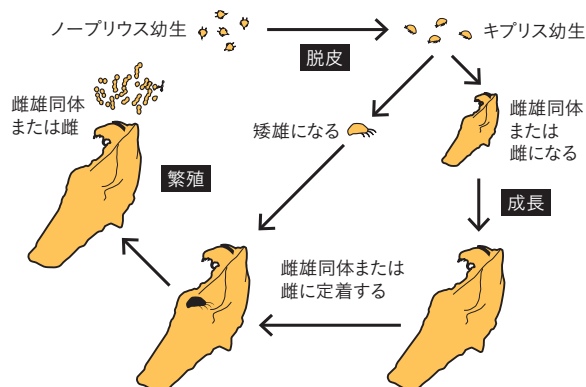 ノープリウス幼生
脱皮
キプリス幼生
雌雄同体
または雌
矮雄になる
雌雄同体
または
雌になる
繁殖
成長
雌雄同体または
雌に定着する